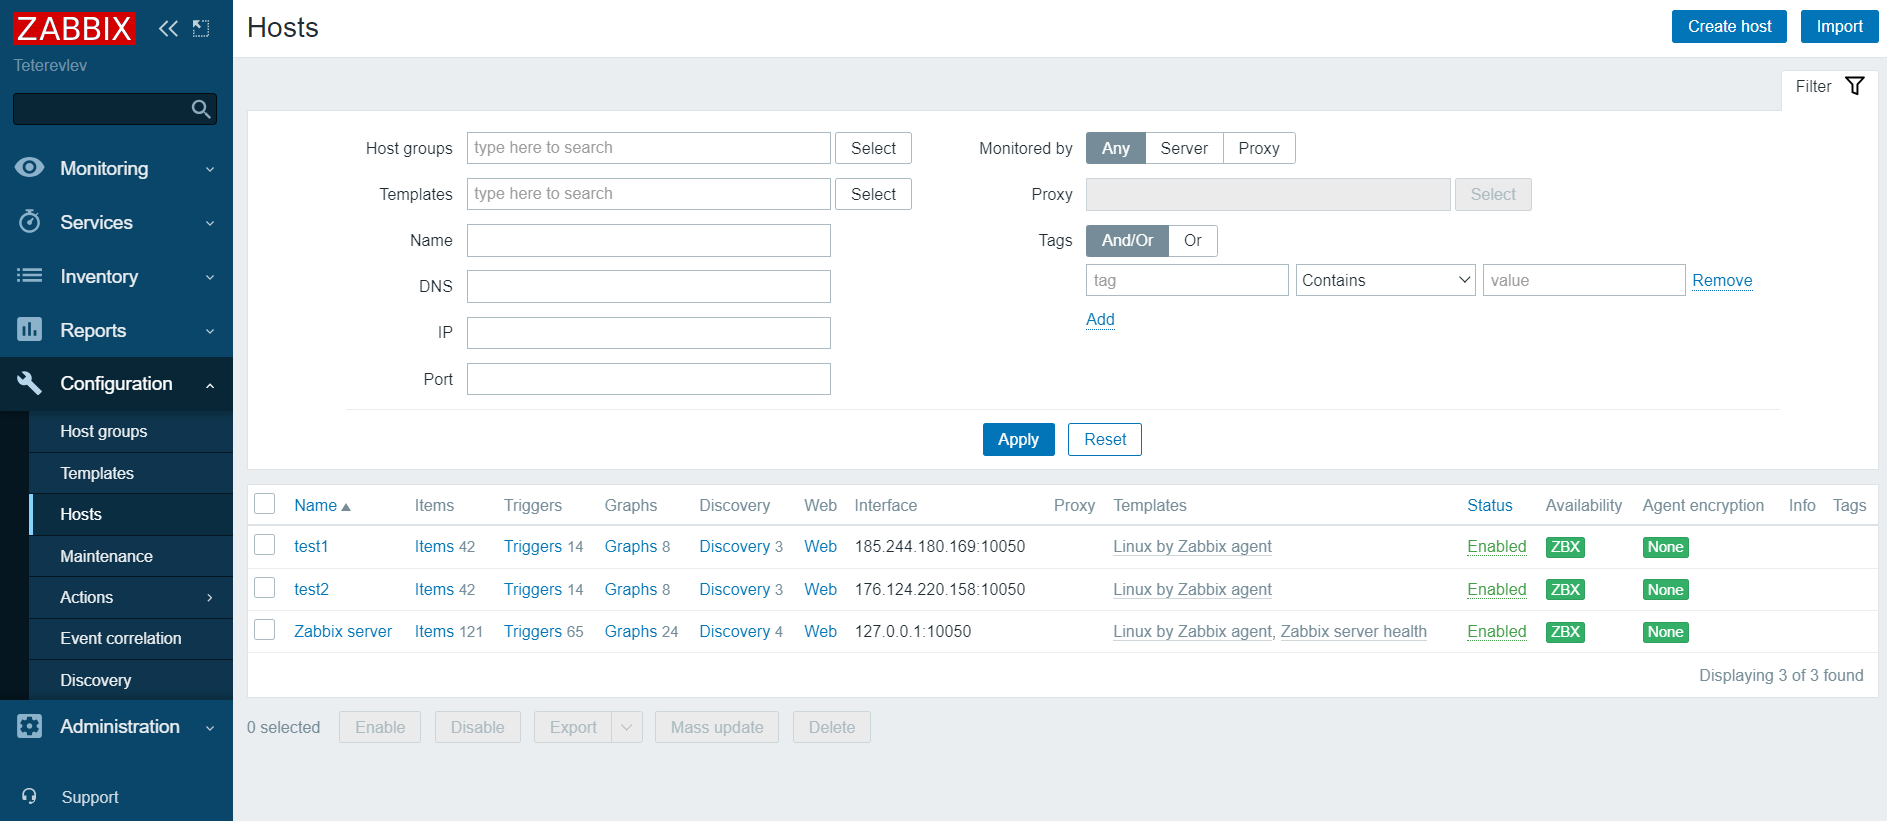 ZABBIX
Teterevlev
Monitoring
Services
Inventory
Reports
Configuration
Host groups
Templates
Hosts
Maintenance
Actions
Event correlation
Discovery
Administration
Support
Hosts
Create host Import
Filter
Host groups type here to search Select
Templates type here to search Select
Name
DNS
IP
Port
Monitored by Any Server Proxy
Proxy Select
Tags And/Or Or
tag Contains value Remove
Add
Apply Reset
Name Items Triggers Graphs Discovery Web Interface Proxy Templates Status Availability Agent encryption Info Tags
test1 Items 42 Triggers 14 Graphs 8 Discovery 3 Web 185.244.180.169:10050 Linux by Zabbix agent Enabled ZBX None
test2 Items 42 Triggers 14 Graphs 8 Discovery 3 Web 176.124.220.158:10050 Linux by Zabbix agent Enabled ZBX None
Zabbix server Items 121 Triggers 65 Graphs 24 Discovery 4 Web 127.0.0.1:10050 Linux by Zabbix agent, Zabbix server health Enabled ZBX None
Displaying 3 of 3 found
0 selected Enable Disable Export Mass update Delete